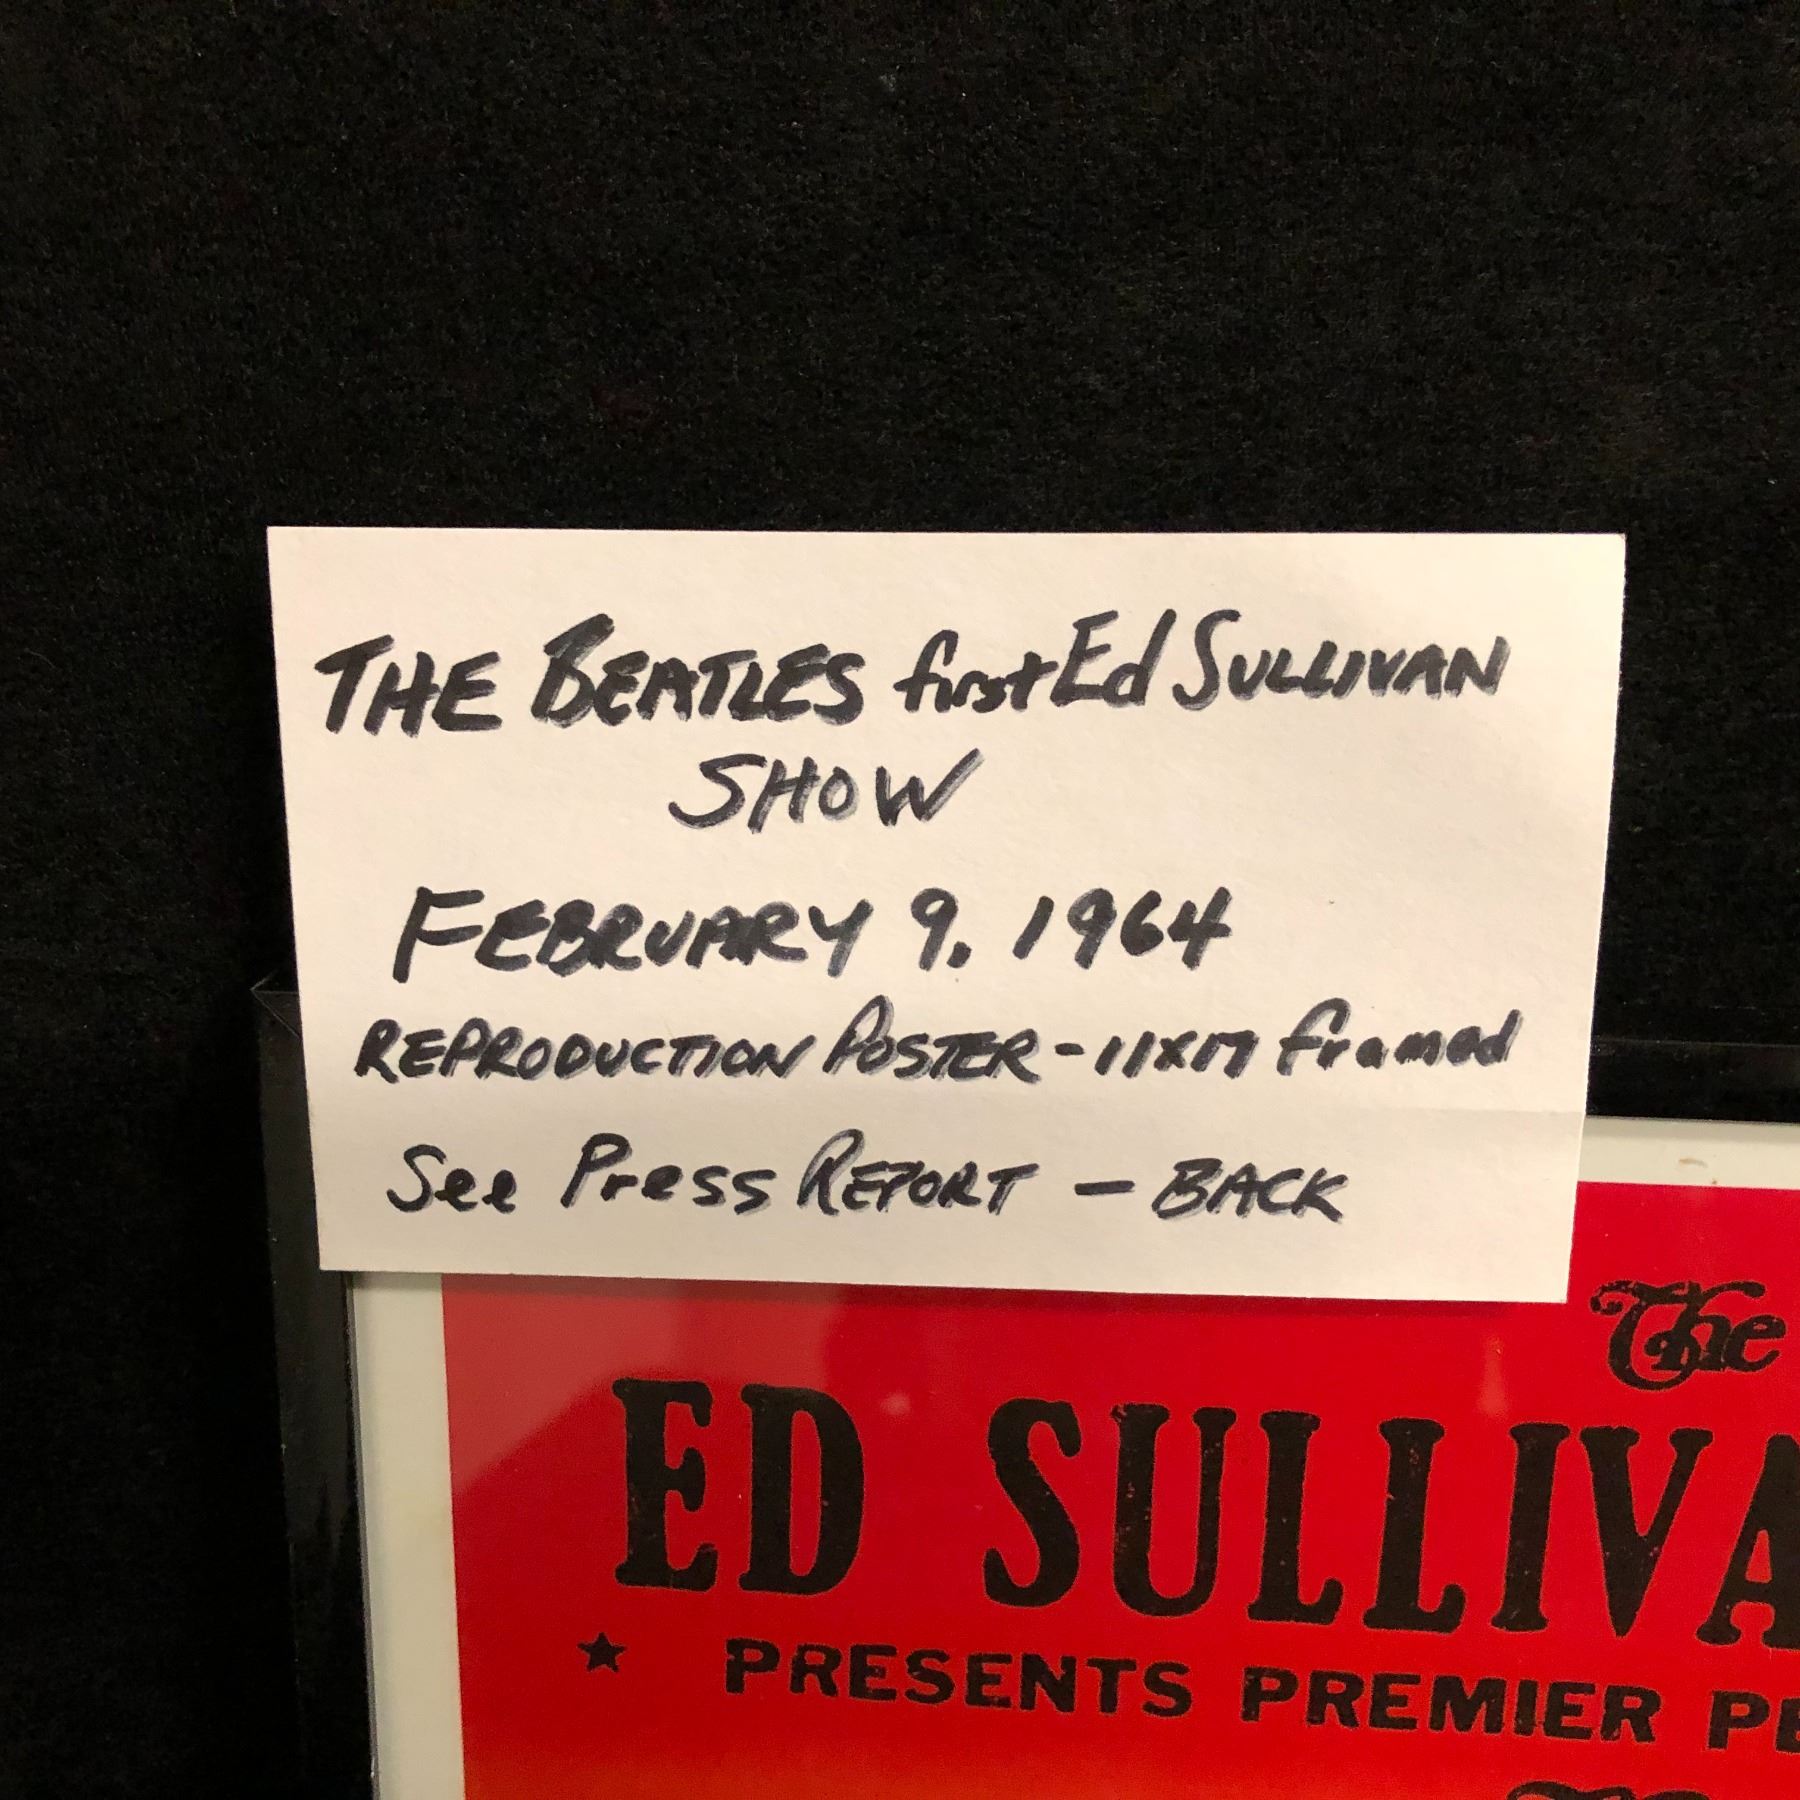 THE BEATLES first Ed SULLIVAN
SHOW
FEBRUARY 9. 1964
REPRODUCTION POSTER - 11x17 framed
See Press REPORT - BACK
The
ED SULLIVA
★ PRESENTS PREMIER PE